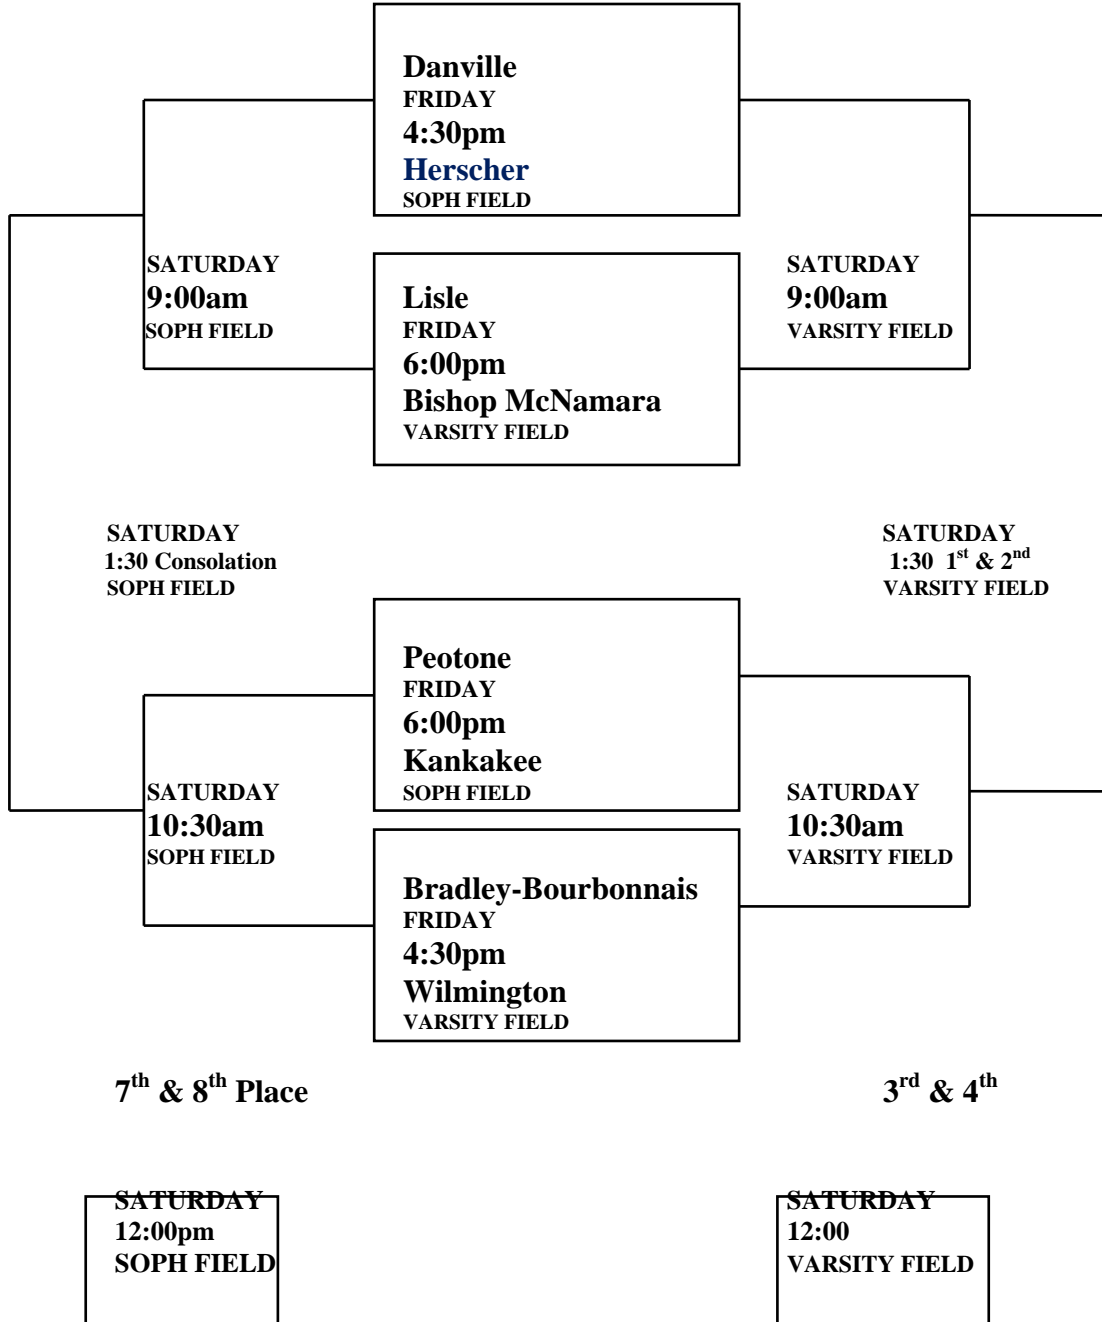 Danville
FRIDAY
4:30pm
Herscher
SOPH FIELD
SATURDAY
9:00am
SOPH FIELD
Lisle
FRIDAY
6:00pm
Bishop McNamara
VARSITY FIELD
SATURDAY
9:00am
VARSITY FIELD
SATURDAY
1:30 Consolation
SOPH FIELD
SATURDAY
1:30 1st & 2nd
VARSITY FIELD
Peotone
FRIDAY
6:00pm
Kankakee
SOPH FIELD
SATURDAY
10:30am
SOPH FIELD
SATURDAY
10:30am
VARSITY FIELD
Bradley-Bourbonnais
FRIDAY
4:30pm
Wilmington
VARSITY FIELD
7th & 8th Place
3rd & 4th
SATURDAY
12:00pm
SOPH FIELD
SATURDAY
12:00
VARSITY FIELD